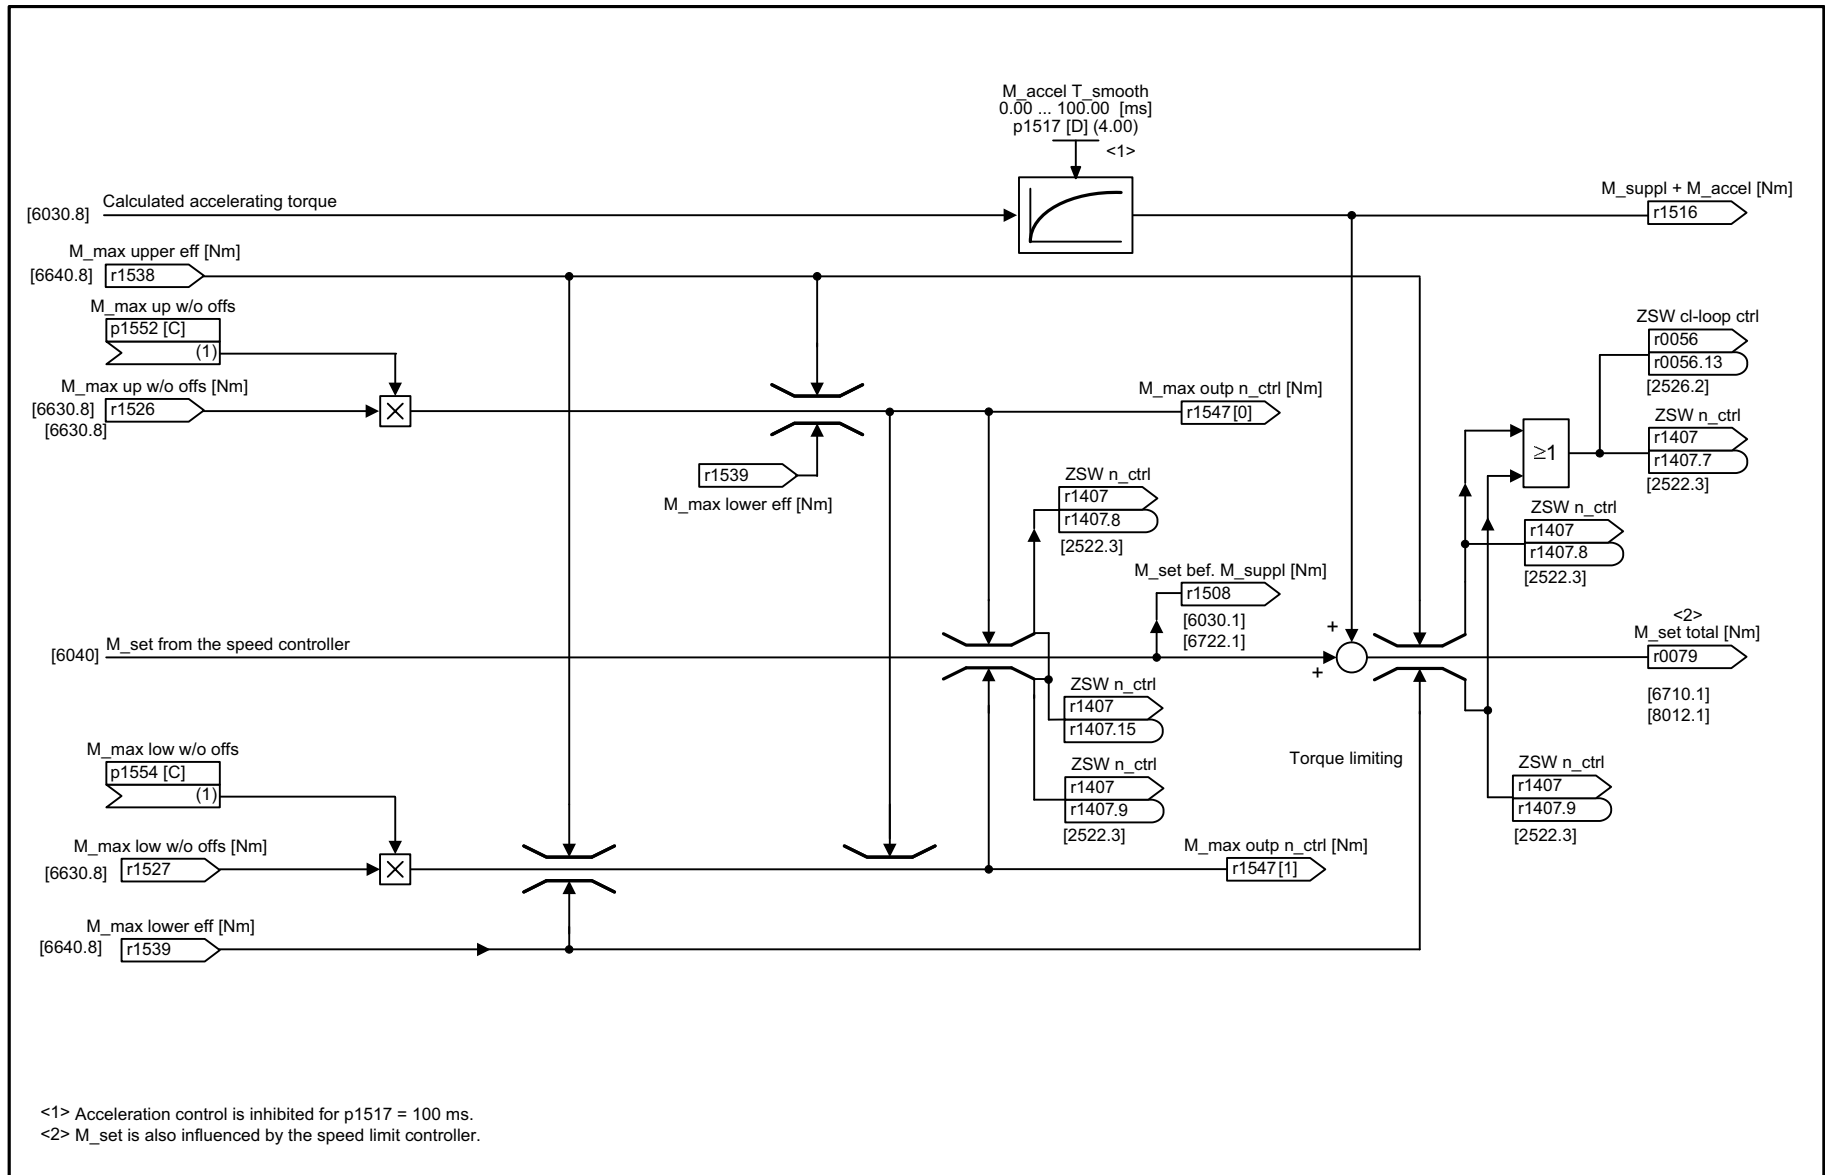 M_accel T_smooth
0.00 ... 100.00 [ms]
p1517 [D] (4.00)
<1>
Calculated accelerating torque
[6030.8]
M_suppl + M_accel [Nm]
r1516
M_max upper eff [Nm]
[6640.8] r1538
M_max up w/o offs
p1552 [C]
(1)
M_max up w/o offs [Nm]
[6630.8] r1526
[6630.8]
r1539
M_max lower eff [Nm]
M_max outp n_ctrl [Nm]
r1547 [0]
ZSW cl-loop ctrl
r0056
r0056.13
[2526.2]
ZSW n_ctrl
r1407
r1407.7
[2522.3]
≥1
ZSW n_ctrl
r1407
r1407.8
[2522.3]
ZSW n_ctrl
r1407
r1407.8
[2522.3]
M_set bef. M_suppl [Nm]
r1508
[6030.1]
[6722.1]
[6040] M_set from the speed controller
+
+
<2>
M_set total [Nm]
r0079
[6710.1]
[8012.1]
ZSW n_ctrl
r1407
r1407.15
ZSW n_ctrl
r1407
r1407.9
[2522.3]
Torque limiting
ZSW n_ctrl
r1407
r1407.9
[2522.3]
M_max low w/o offs
p1554 [C]
(1)
M_max low w/o offs [Nm]
[6630.8] r1527
M_max outp n_ctrl [Nm]
r1547 [1]
M_max lower eff [Nm]
[6640.8] r1539
<1> Acceleration control is inhibited for p1517 = 100 ms.
<2> M_set is also influenced by the speed limit controller.